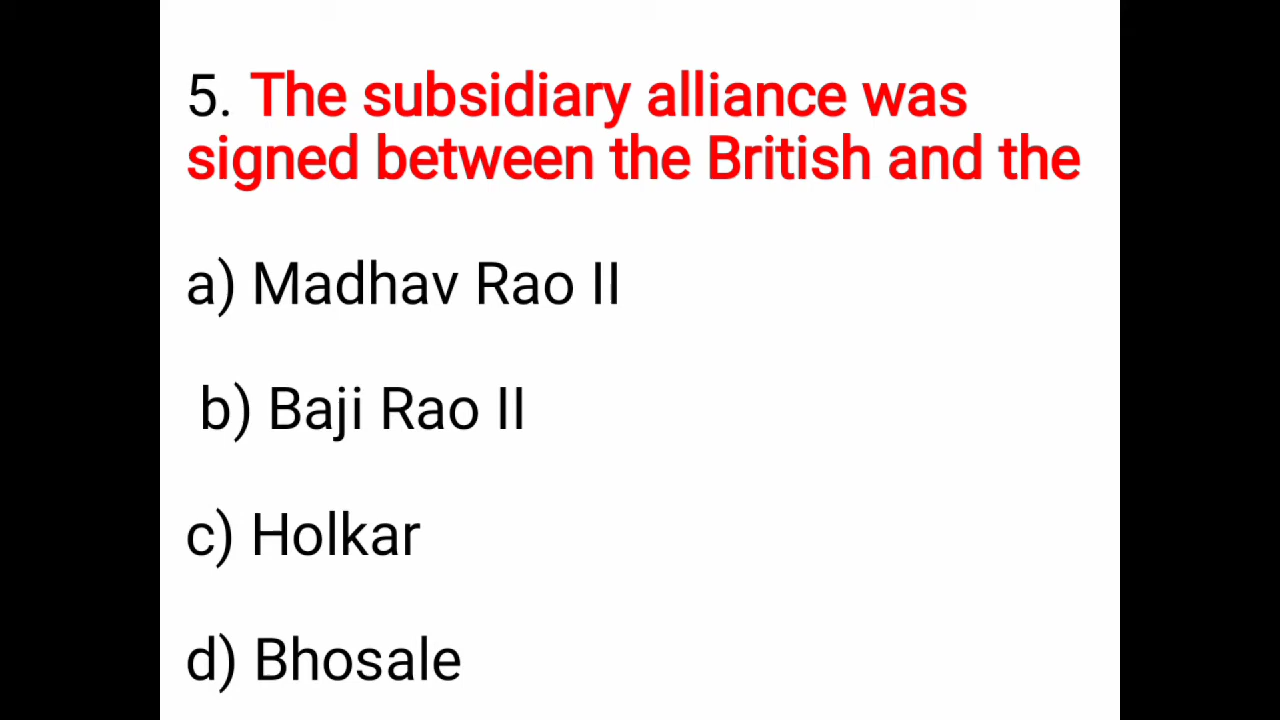 5. The subsidiary alliance was
signed between the British and the
a) Madhav Rao II
b) Baji Rao II
c) Holkar
d) Bhosale